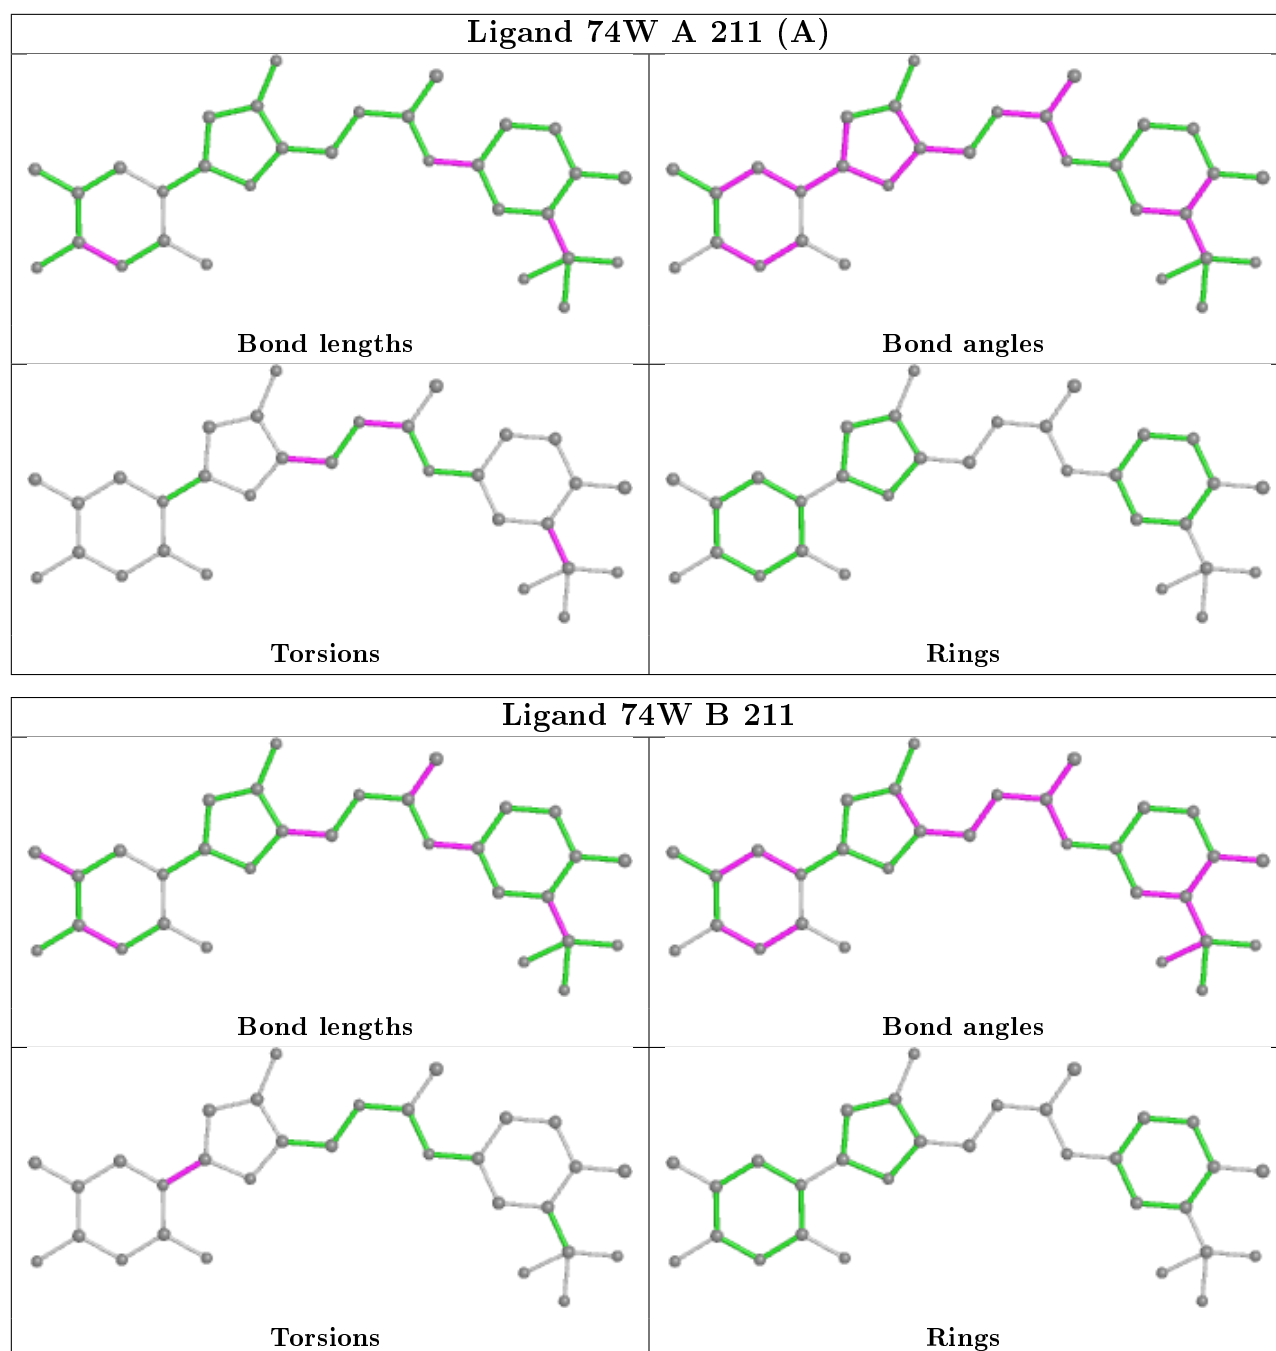 Ligand 74W A 211 (A)
Bond lengths
Bond angles
Torsions
Rings
Ligand 74W B 211
Bond lengths
Bond angles
Torsions
Rings